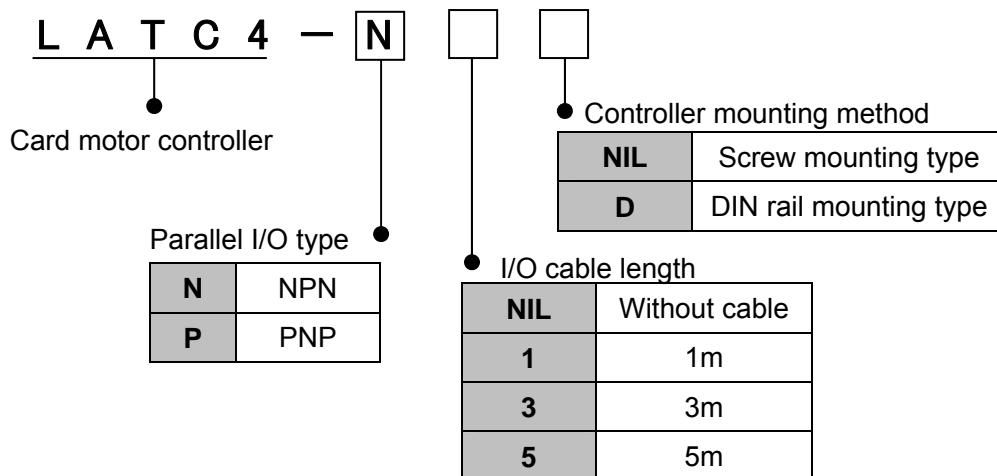 LATC4-N
Card motor controller
Controller mounting method
NIL Screw mounting type
D DIN rail mounting type
Parallel I/O type
N NPN
P PNP
I/O cable length
NIL Without cable
1 1m
3 3m
5 5m